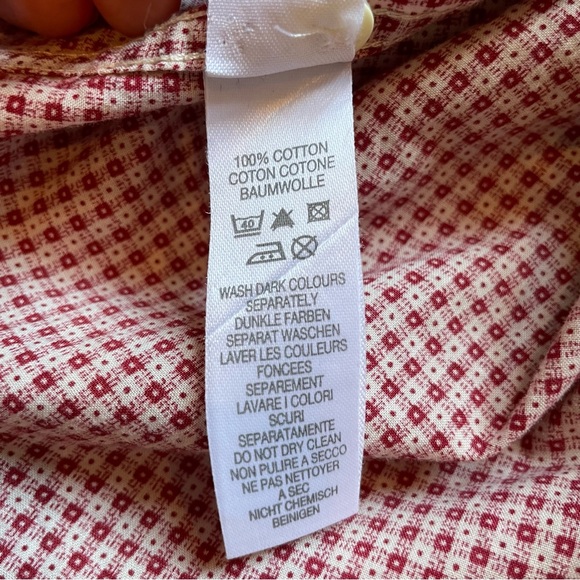 100% COTTON
COTON COTONE
BAUMWOLLE
40
WASH DARK COLOURS
SEPARATELY
DUNKLE FARBEN
SEPARAT WASCHEN
LAVER LES COULEURS
FONCEES
SEPAREMENT
LAVARE I COLORI
SCURI
SEPARATAMENTE
DO NOT DRY CLEAN
NON PULIRE A SECCO
NE PAS NETTOYER
A SEC
NICHT CHEMISCH
BEINIGEN